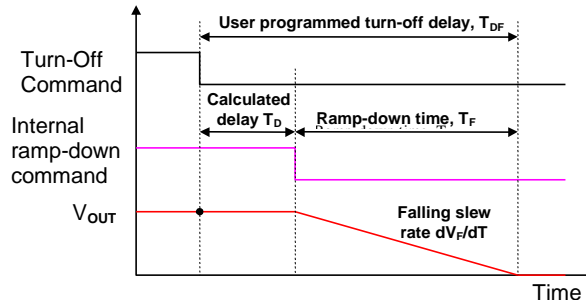 User programmed turn-off delay, TDF
Turn-Off
Command
Calculated
delay TD
Ramp-down time, TF
Internal
ramp-down
command
VOUT
Falling slew
rate dVF/dT
Time